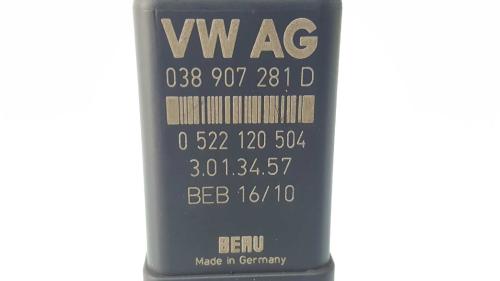 VW AG
038 907 281 D
0 522 120 504
3.01.34.57
BEB 16/10
BERU
Made in Germany